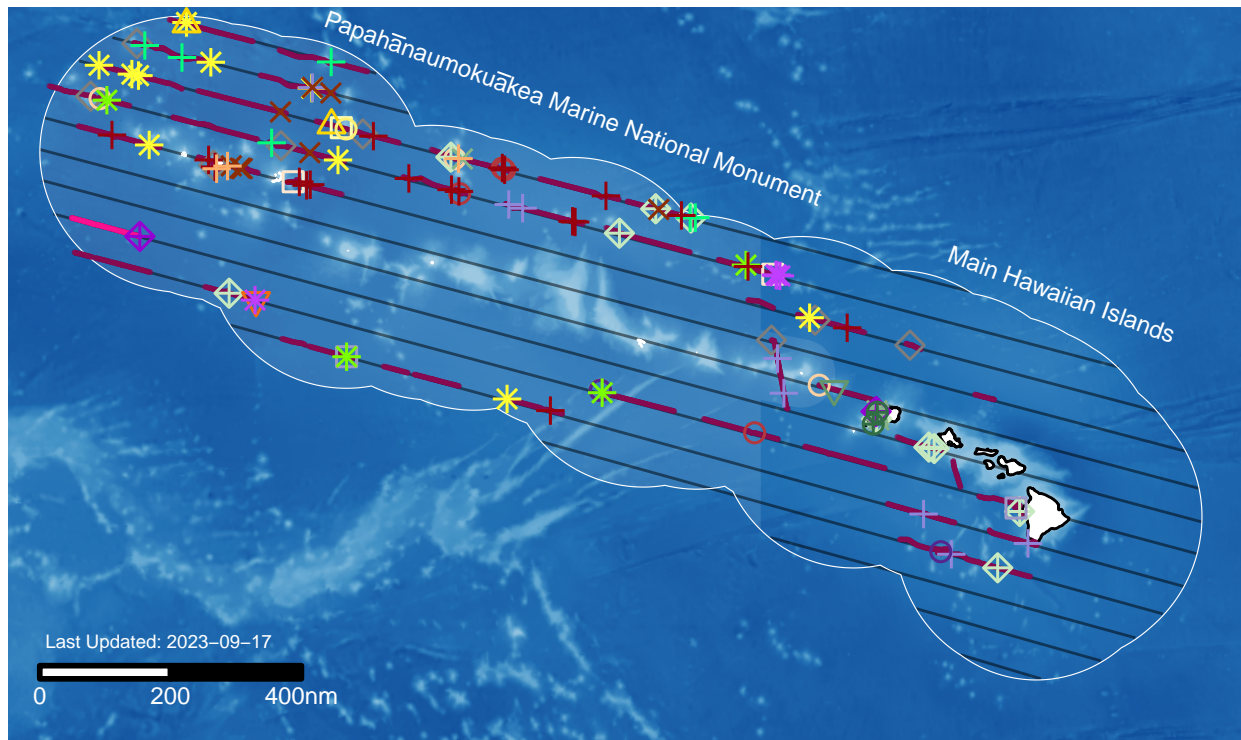 Papahānaumokuākea Marine National Monument
Main Hawaiian Islands
Last Updated: 2023−09−17
0 200 400nm